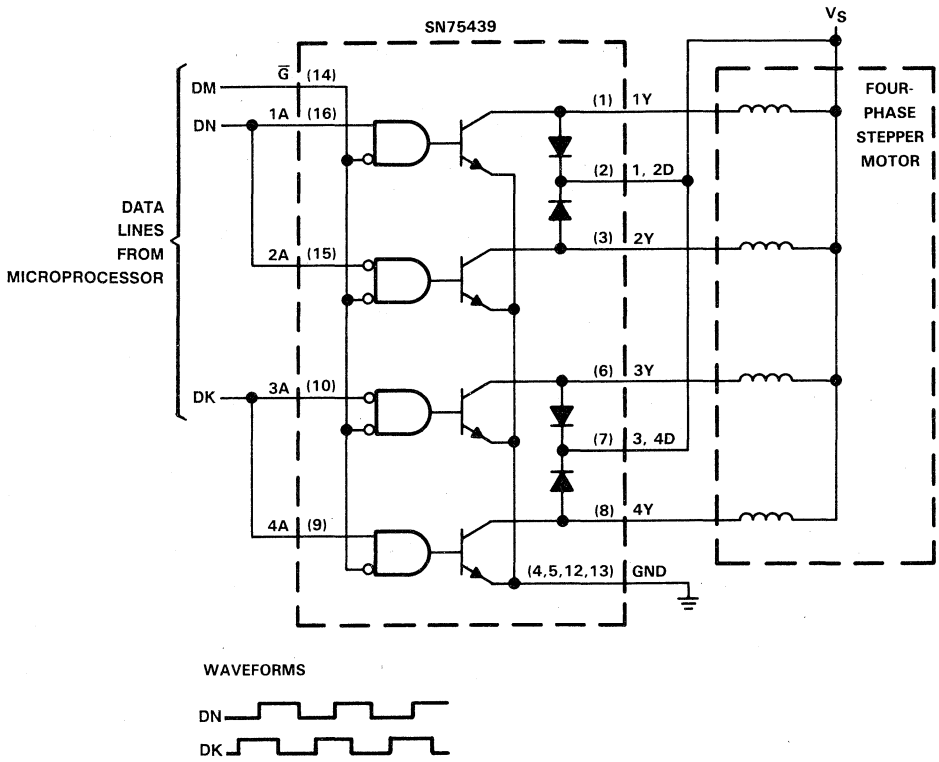 SN75439
VS
DM
G̅ (14)
DN
1A (16)
(1) 1Y
FOUR-
PHASE
STEPPER
MOTOR
(2) 1, 2D
DATA
LINES
FROM
MICROPROCESSOR
2A (15)
(3) 2Y
DK
3A (10)
(6) 3Y
(7) 3, 4D
4A (9)
(8) 4Y
(4,5,12,13) GND
WAVEFORMS
DN
DK